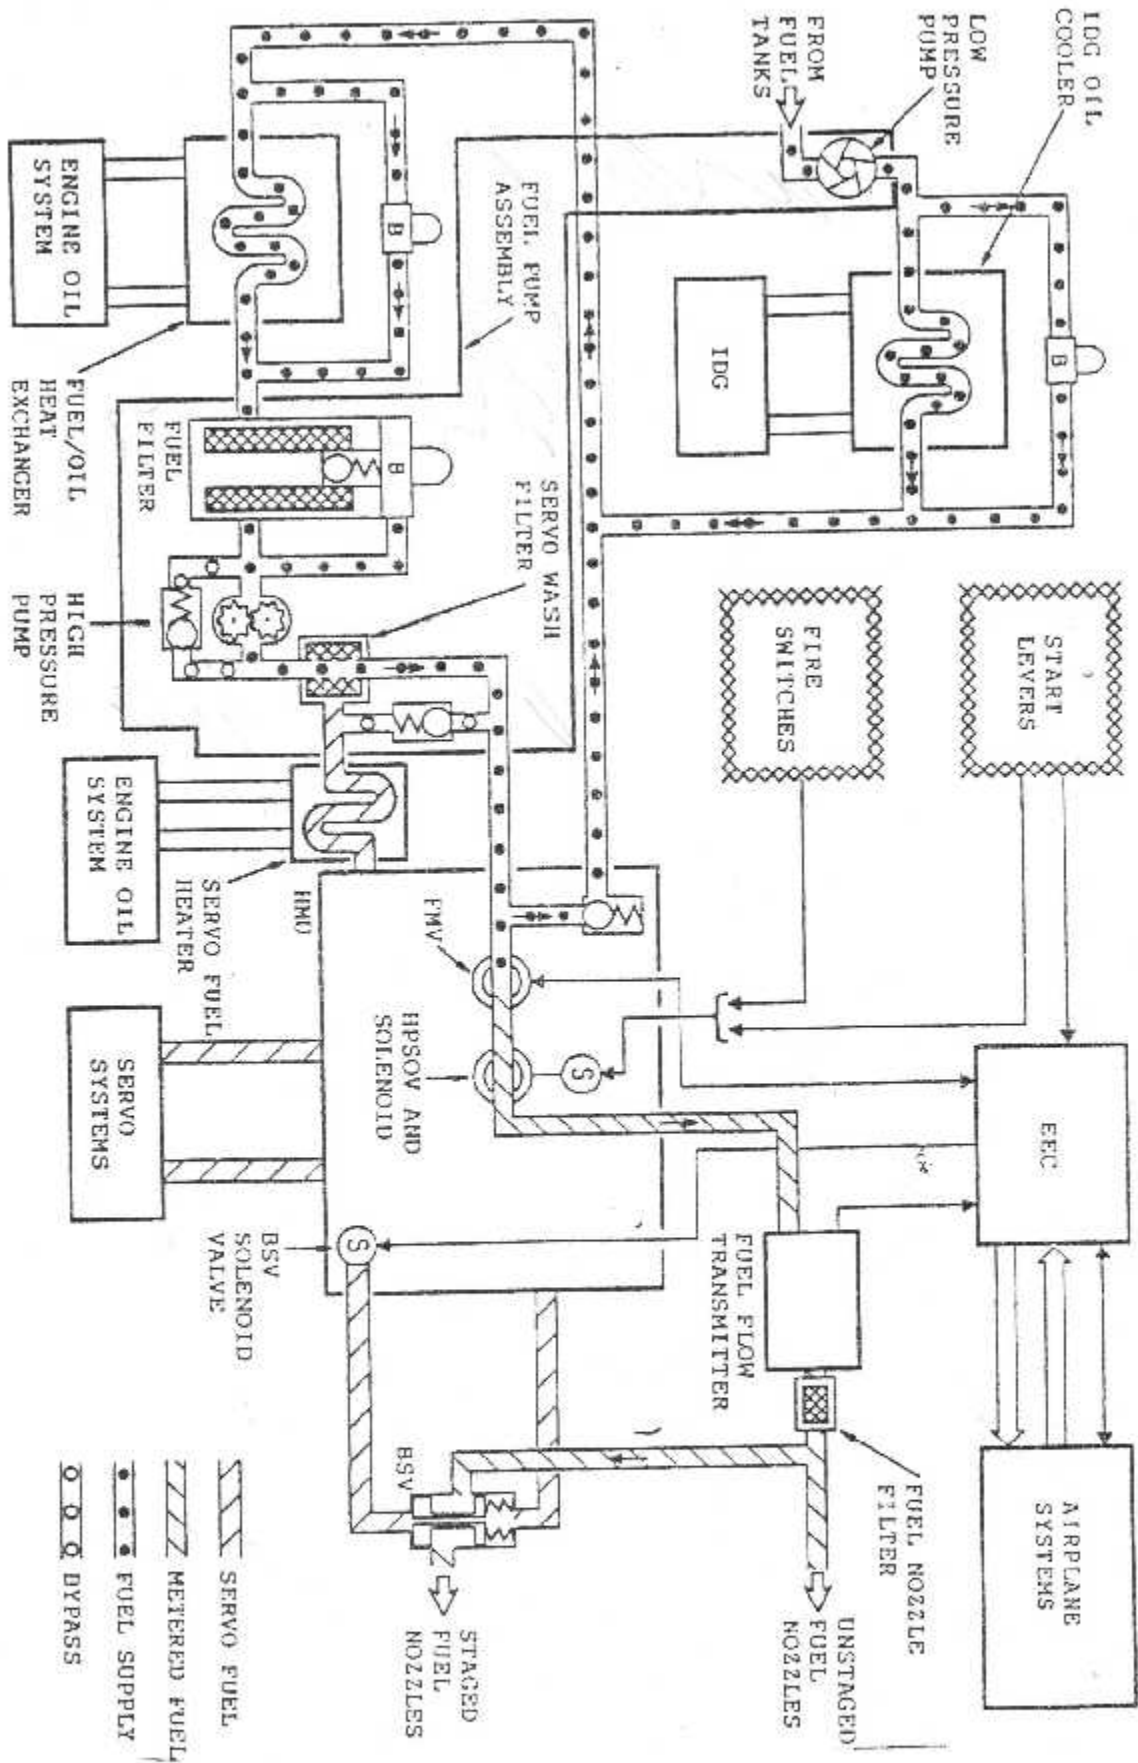 IDG OIL
COOLER
LOW
PRESSURE
PUMP
FROM
FUEL
TANKS
B
IDG
FUEL PUMP
ASSEMBLY
B
ENGINE OIL
SYSTEM
FUEL/OIL
HEAT
EXCHANGER
B
FUEL
FILTER
SERVO WASH
FILTER
HIGH
PRESSURE
PUMP
START
LEVERS
FIRE
SWITCHES
ENGINE OIL
SYSTEM
SERVO FUEL
HEATER
HMU
FMV
HPSOV AND
SOLENOID
S
EEC
SERVO
SYSTEMS
S
BSV
SOLENOID
VALVE
FUEL FLOW
TRANSMITTER
FUEL NOZZLE
FILTER
AIRPLANE
SYSTEMS
BSV
UNSTAGED
FUEL
NOZZLES
STAGED
FUEL
NOZZLES
SERVO FUEL
METERED FUEL
FUEL SUPPLY
BYPASS